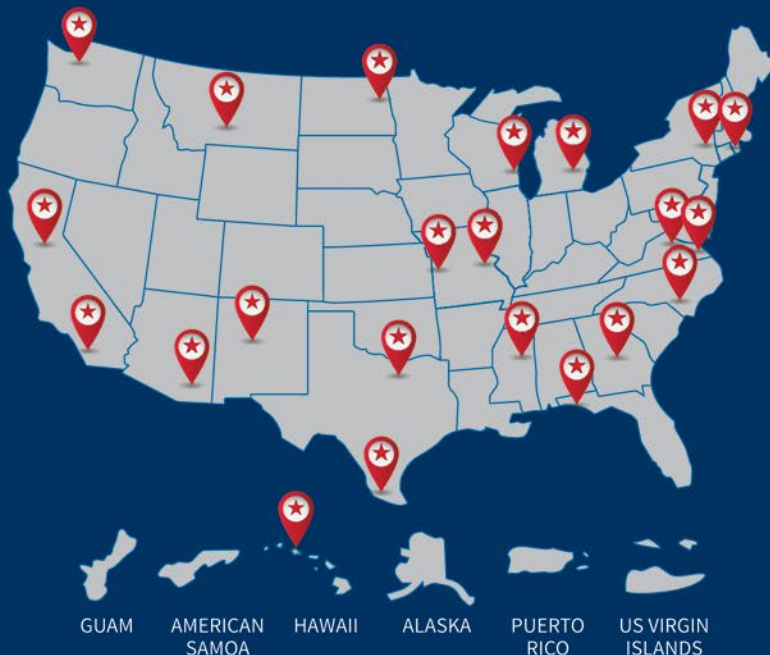 GUAM
AMERICAN
SAMOA
HAWAII
ALASKA
PUERTO
RICO
US VIRGIN
ISLANDS